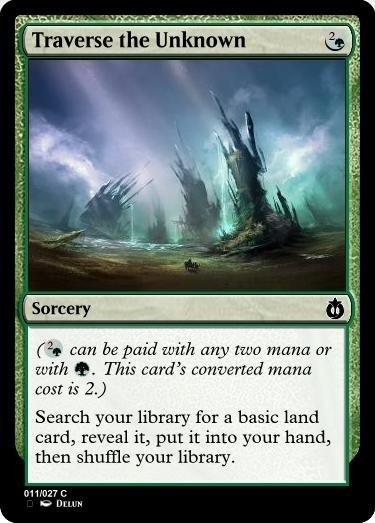 Traverse the Unknown 2
Sorcery
(2 can be paid with any two mana or
with . This card's converted mana
cost is 2.)
Search your library for a basic land
card, reveal it, put it into your hand,
then shuffle your library.
011/027 C
Delun